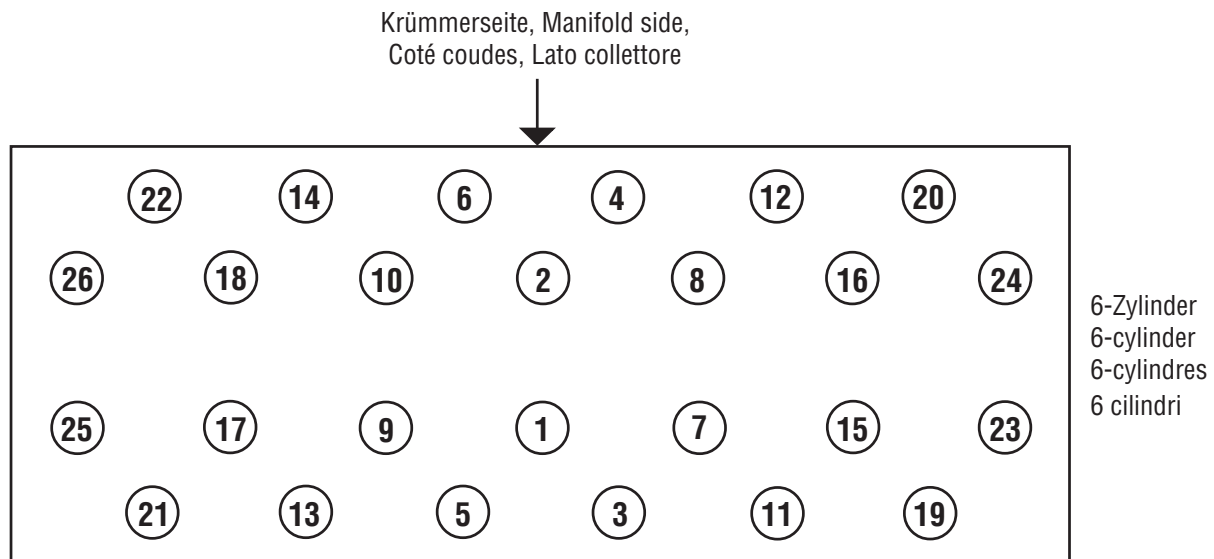 Krümmerseite, Manifold side,
Coté coudes, Lato collettore
22 14 6 4 12 20
26 18 10 2 8 16 24
6-Zylinder
6-cylinder
6-cylindres
6 cilindri
25 17 9 1 7 15 23
21 13 5 3 11 19